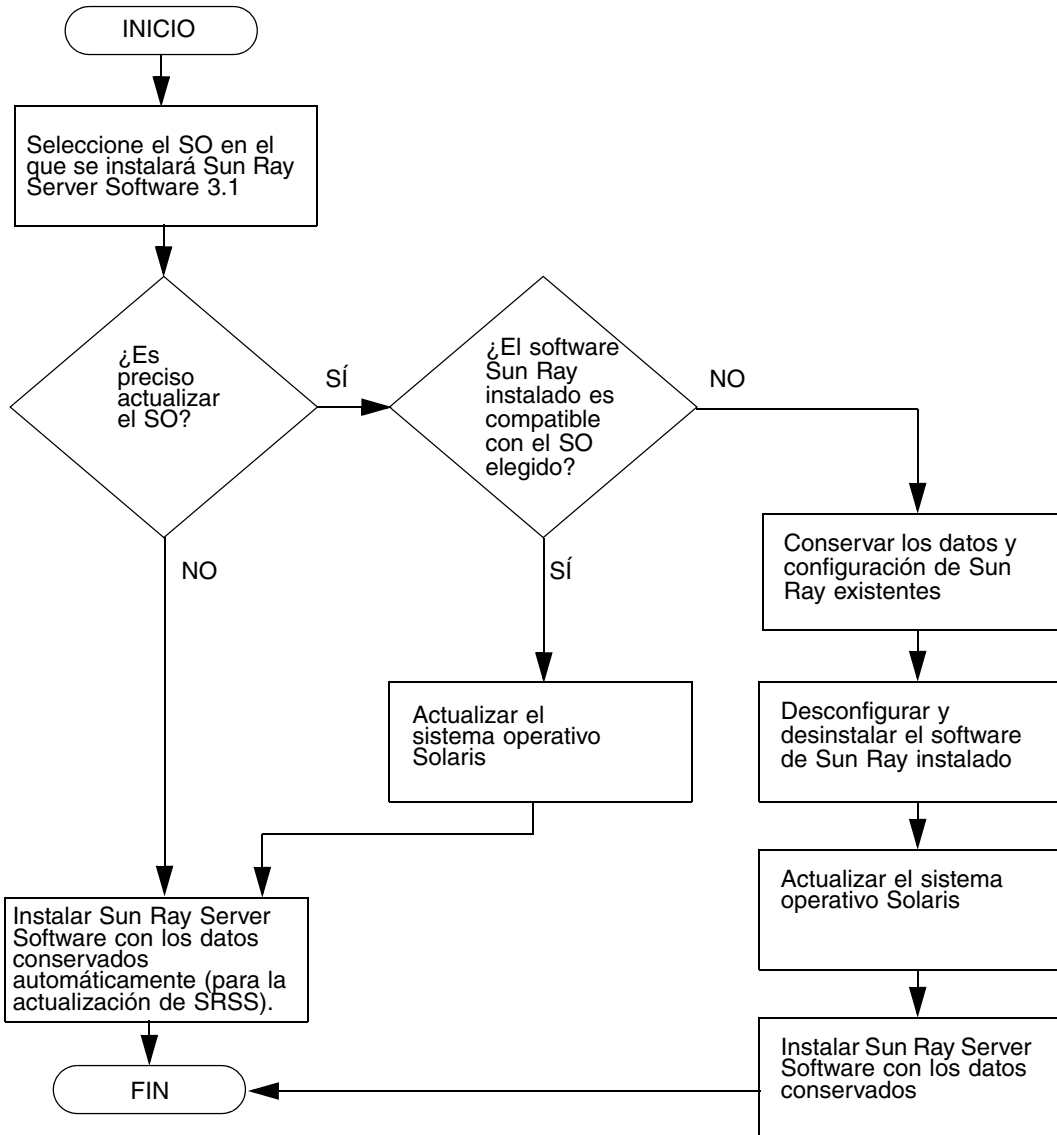 INICIO
Seleccione el SO en el
que se instalará Sun Ray
Server Software 3.1
¿Es
preciso
actualizar
el SO?
SÍ
¿El software
Sun Ray
instalado es
compatible
con el SO
elegido?
NO
NO
SÍ
Conservar los datos y
configuración de Sun
Ray existentes
Actualizar el
sistema operativo
Solaris
Desconfigurar y
desinstalar el software
de Sun Ray instalado
Actualizar el sistema
operativo Solaris
Instalar Sun Ray Server
Software con los datos
conservados
automáticamente (para la
actualización de SRSS).
Instalar Sun Ray Server
Software con los datos
conservados
FIN